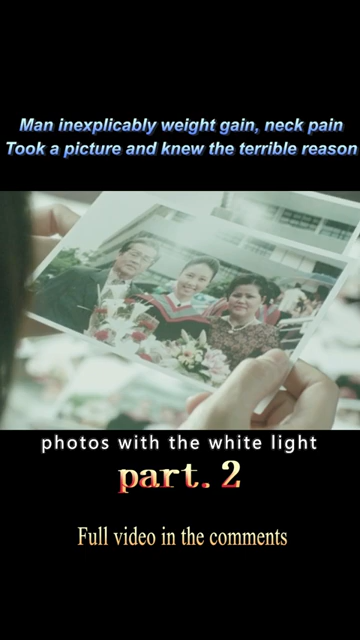 Man inexplicably weight gain, neck pain
Took a picture and knew the terrible reason
photos with the white light
part.2
Full video in the comments